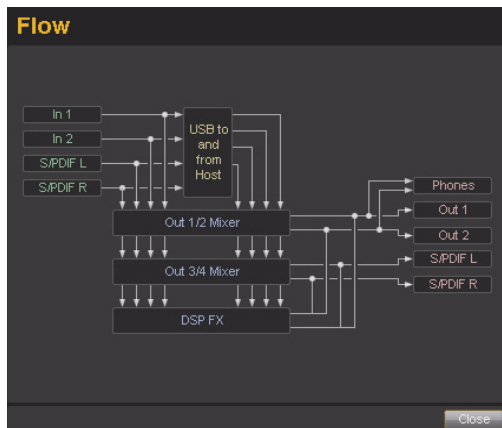 Flow
In 1
In 2
S/PDIF L
S/PDIF R
USB to
and
from
Host
Out 1/2 Mixer
Out 3/4 Mixer
DSP FX
Phones
Out 1
Out 2
S/PDIF L
S/PDIF R
Close